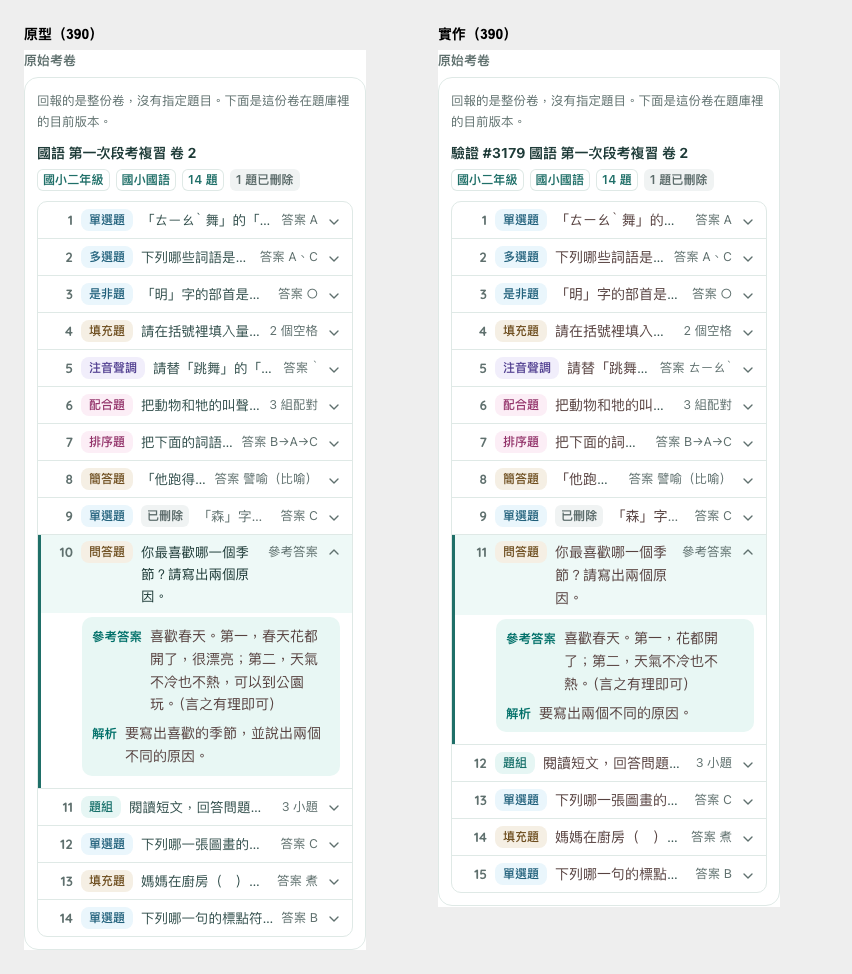 原型（390）
原始考卷
回報的是整份卷，沒有指定題目。下面是這份卷在題庫裡
的目前版本。
國語 第一次段考複習 卷 2
國小二年級 國小國語 14 題 1 題已刪除
1 單選題 「ㄊㄧㄠˋ舞」的「... 答案 A
2 多選題 下列哪些詞語是... 答案 A、C
3 是非題 「明」字的部首是... 答案 ○
4 填充題 請在括號裡填入量... 2 個空格
5 注音聲調 請替「跳舞」的「... 答案 ˋ
6 配合題 把動物和牠的叫聲... 3 組配對
7 排序題 把下面的詞語... 答案 B→A→C
8 簡答題 「他跑得... 答案 譬喻（比喻）
9 單選題 已刪除 「森」字... 答案 C
10 問答題 你最喜歡哪一個季 參考答案
節？請寫出兩個原
因。
參考答案 喜歡春天。第一，春天花都
開了，很漂亮；第二，天氣
不冷也不熱，可以到公園
玩。(言之有理即可)
解析 要寫出喜歡的季節，並說出兩個
不同的原因。
11 題組 閱讀短文，回答問題... 3 小題
12 單選題 下列哪一張圖畫的... 答案 C
13 填充題 媽媽在廚房（　）... 答案 煮
14 單選題 下列哪一句的標點符... 答案 B
實作（390）
原始考卷
回報的是整份卷，沒有指定題目。下面是這份卷在題庫裡
的目前版本。
驗證 #3179 國語 第一次段考複習 卷 2
國小二年級 國小國語 14 題 1 題已刪除
1 單選題 「ㄊㄧㄠˋ舞」的... 答案 A
2 多選題 下列哪些詞語是... 答案 A、C
3 是非題 「明」字的部首是... 答案 ○
4 填充題 請在括號裡填入... 2 個空格
5 注音聲調 請替「跳舞... 答案 ㄊㄧㄠˋ
6 配合題 把動物和牠的叫... 3 組配對
7 排序題 把下面的詞... 答案 B→A→C
8 簡答題 「他跑... 答案 譬喻（比喻）
9 單選題 已刪除 「森」字... 答案 C
11 問答題 你最喜歡哪一個季 參考答案
節？請寫出兩個原
因。
參考答案 喜歡春天。第一，花都開
了；第二，天氣不冷也不
熱。(言之有理即可)
解析 要寫出兩個不同的原因。
12 題組 閱讀短文，回答問題... 3 小題
13 單選題 下列哪一張圖畫的... 答案 C
14 填充題 媽媽在廚房（　）... 答案 煮
15 單選題 下列哪一句的標點... 答案 B